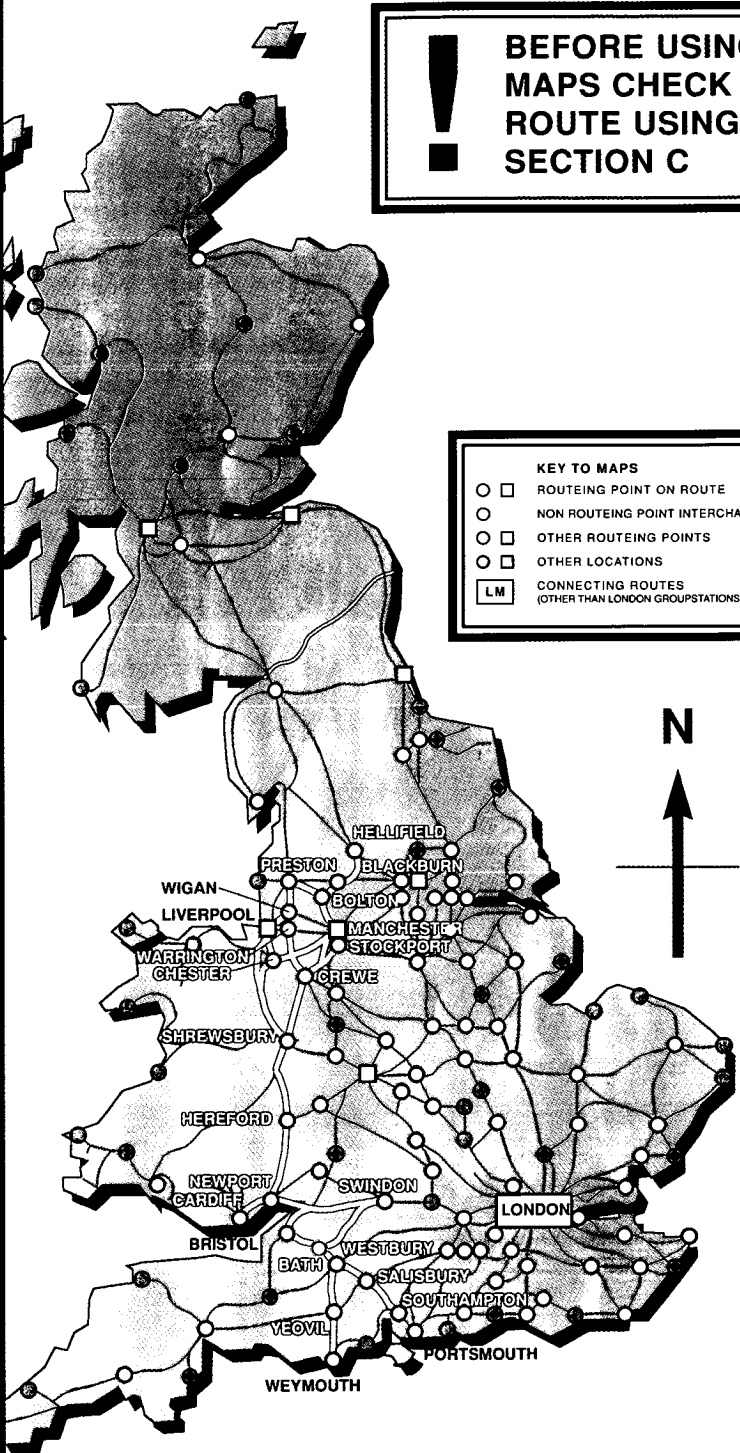 BEFORE USING
MAPS CHECK
ROUTE USING
SECTION C
!
KEY TO MAPS
ROUTEING POINT ON ROUTE
NON ROUTEING POINT INTERCHA
OTHER ROUTEING POINTS
OTHER LOCATIONS
LM
CONNECTING ROUTES
(OTHER THAN LONDON GROUPSTATIONS
N
HELLIFIELD
PRESTON
BLACKBURN
WIGAN
BOLTON
LIVERPOOL
MANCHESTER
STOCKPORT
WARRINGTON
CHESTER
CREWE
SHREWSBURY
HEREFORD
NEWPORT
SWINDON
CARDIFF
LONDON
BRISTOL
WESTBURY
BATH
SALISBURY
SOUTHAMPTON
YEOVIL
PORTSMOUTH
WEYMOUTH